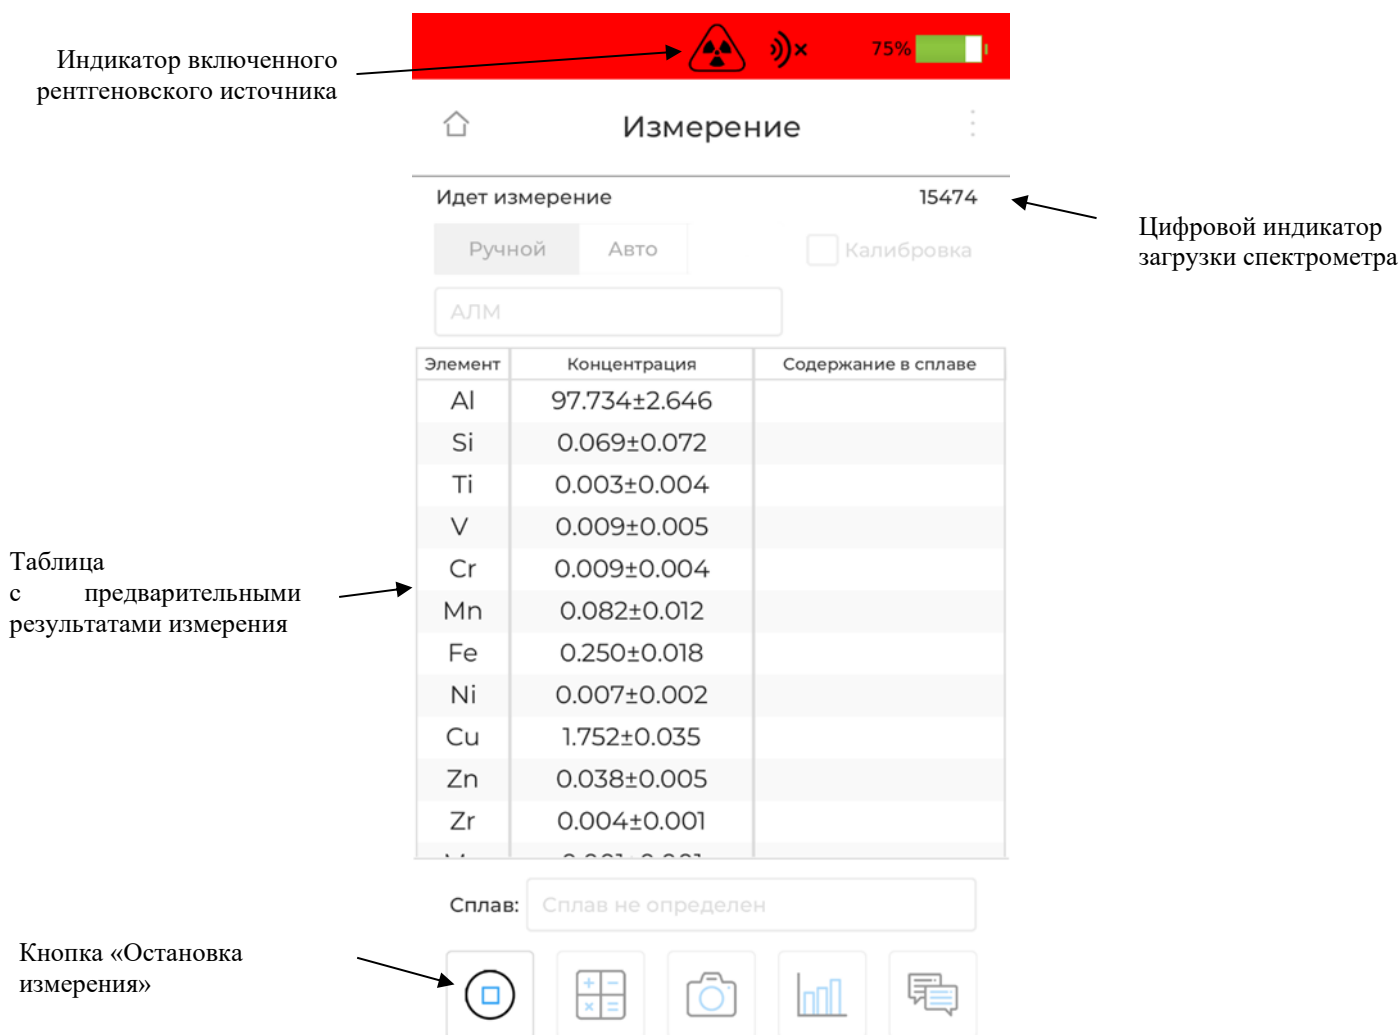 Индикатор включенного
рентгеновского источника
75%
Измерение
Идет измерение 15474
Цифровой индикатор
загрузки спектрометра
Ручной Авто Калибровка
АЛМ
Элемент Концентрация Содержание в сплаве
Al 97.734±2.646
Si 0.069±0.072
Ti 0.003±0.004
V 0.009±0.005
Таблица
с предварительными
результатами измерения
Cr 0.009±0.004
Mn 0.082±0.012
Fe 0.250±0.018
Ni 0.007±0.002
Cu 1.752±0.035
Zn 0.038±0.005
Zr 0.004±0.001
Сплав: Сплав не определен
Кнопка «Остановка
измерения»